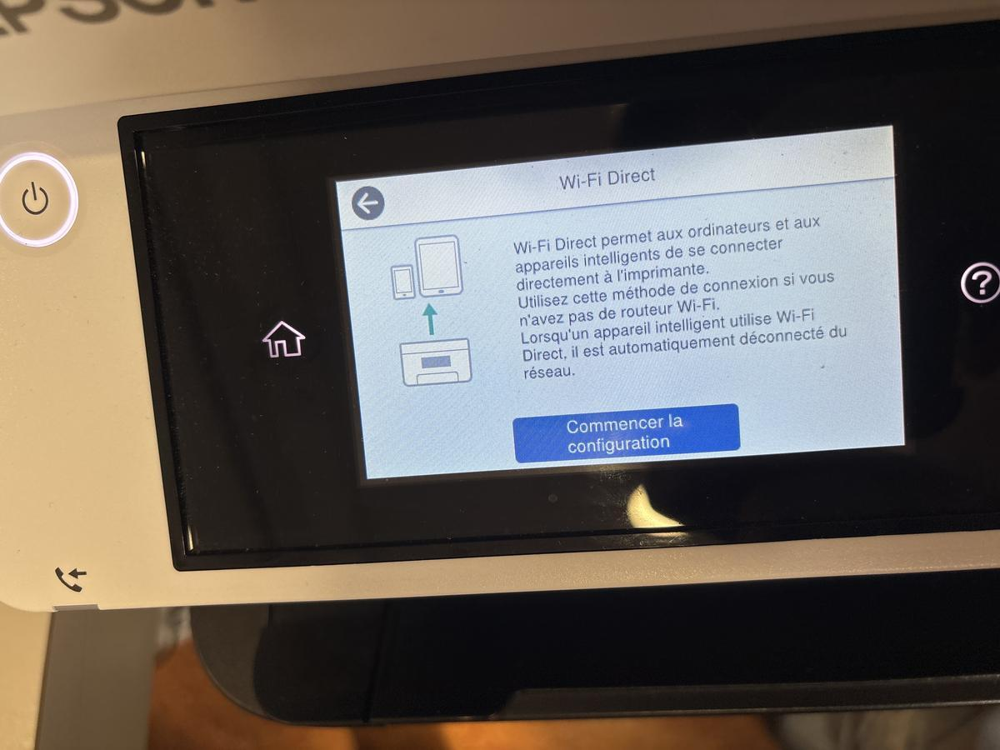 EPSON
Wi-Fi Direct
Wi-Fi Direct permet aux ordinateurs et aux
appareils intelligents de se connecter
directement à l'imprimante.
Utilisez cette méthode de connexion si vous
n'avez pas de routeur Wi-Fi.
Lorsqu'un appareil intelligent utilise Wi-Fi
Direct, il est automatiquement déconnecté du
réseau.
Commencer la
configuration
?